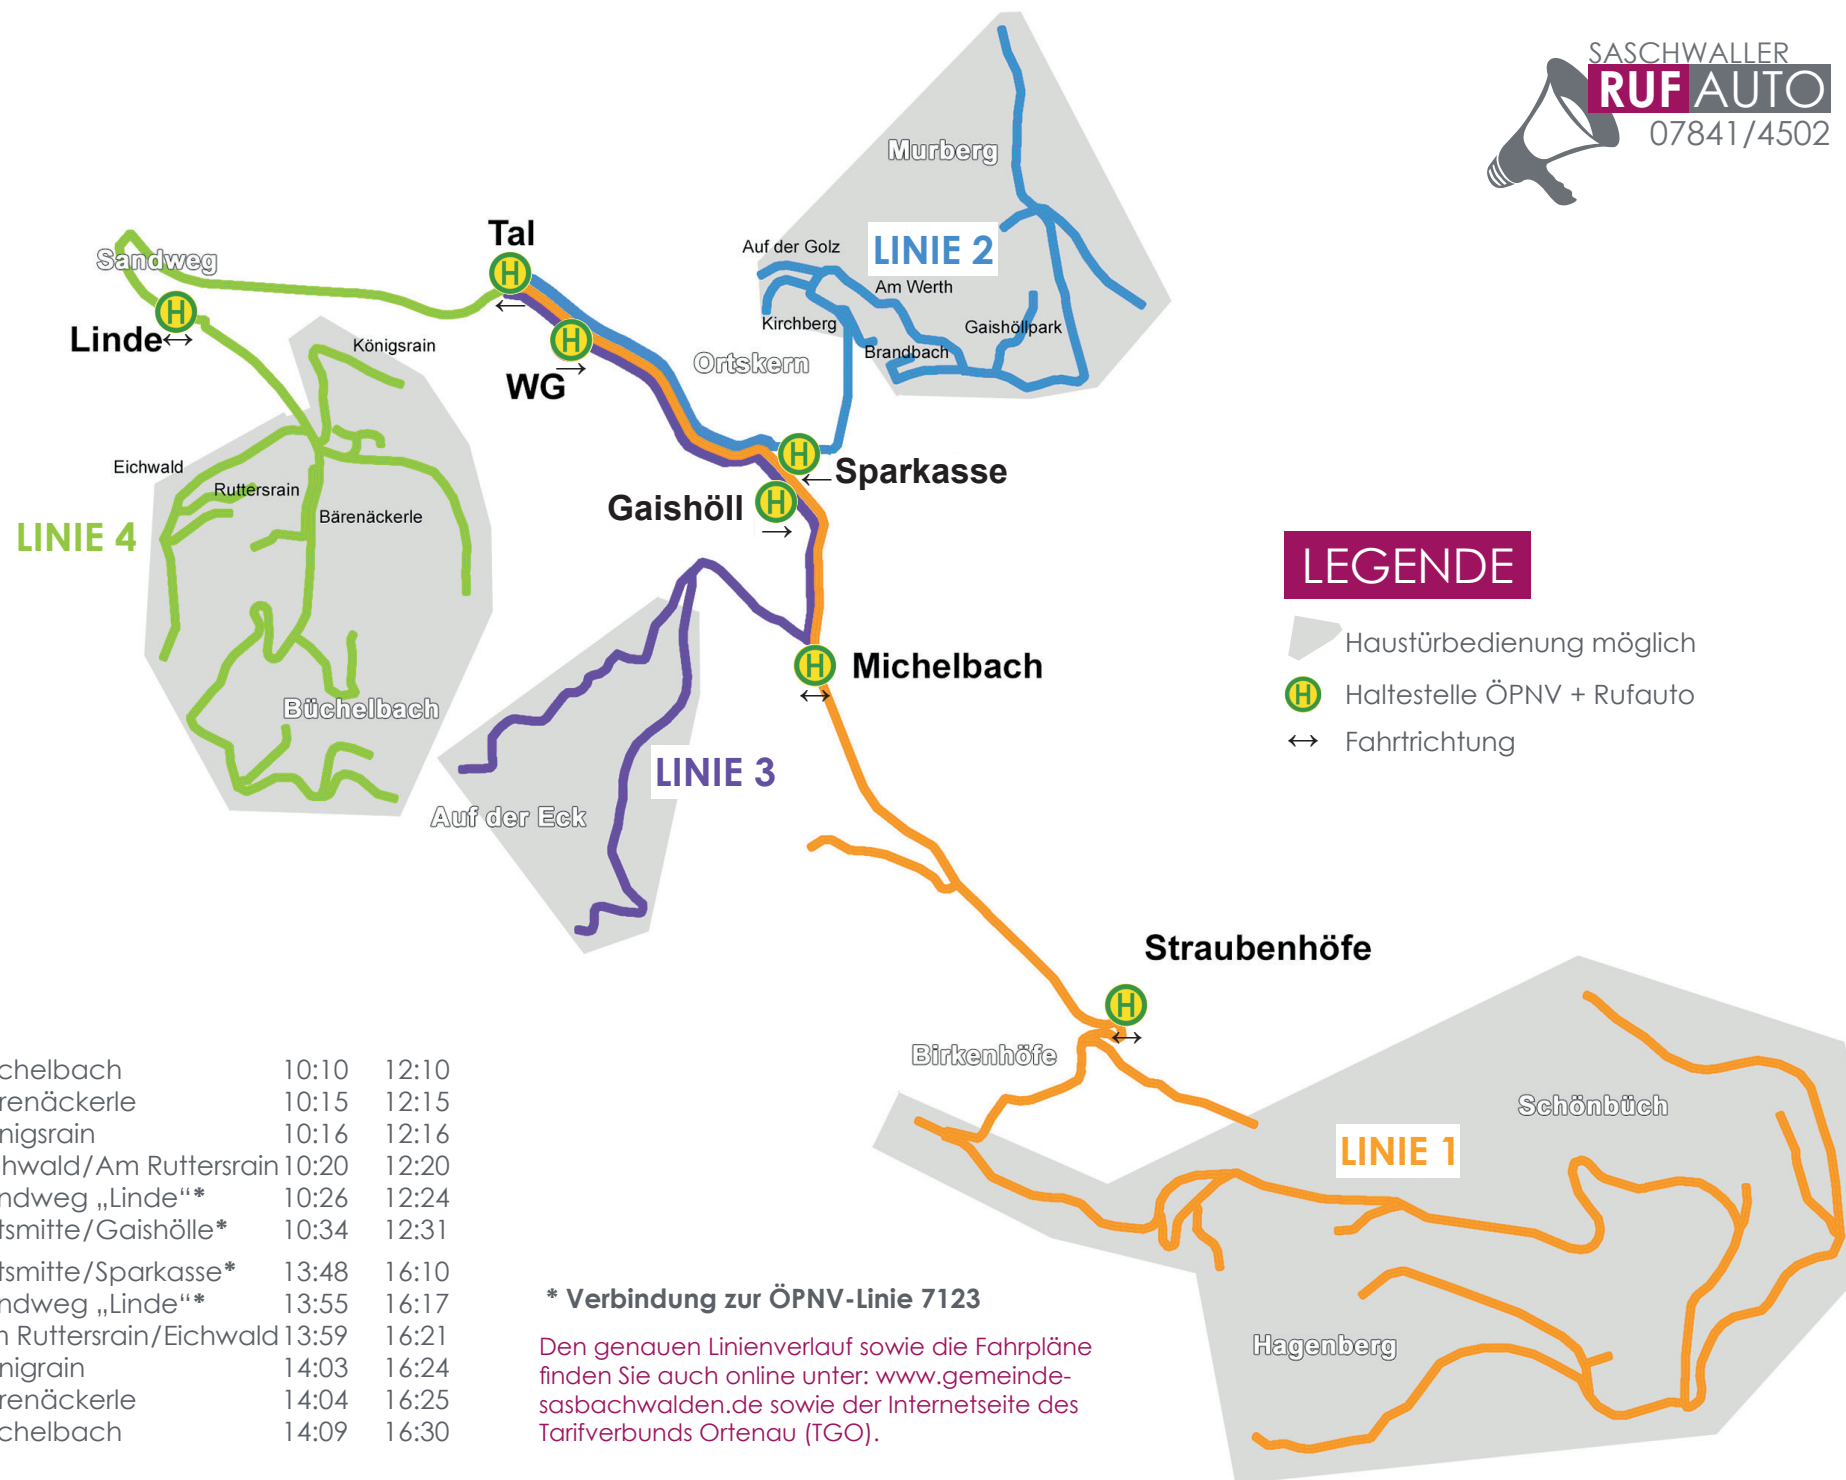 SASCHWALLER
RUF AUTO
07841/4502
Murberg
Tal
Auf der Golz
LINIE 2
Sandweg
Am Werth
Linde
Kirchberg
Gaishöllpark
Königsrain
Brandbach
Ortskern
WG
Eichwald
Sparkasse
Ruttersrain
Gaishöll
Bärenäckerle
LINIE 4
LEGENDE
Haustürbedienung möglich
Michelbach
Haltestelle ÖPNV + Rufauto
Büchelbach
Fahrtrichtung
LINIE 3
Auf der Eck
Straubenhöfe
Birkenhöfe
Schönbüch
LINIE 1
Hagenberg
chelbach 10:10 12:10
renäckerle 10:15 12:15
nigsrain 10:16 12:16
hwald/Am Ruttersrain 10:20 12:20
ndweg „Linde“* 10:26 12:24
tsmitte/Gaishölle* 10:34 12:31
tsmitte/Sparkasse* 13:48 16:10
ndweg „Linde“* 13:55 16:17
Ruttersrain/Eichwald 13:59 16:21
nigrain 14:03 16:24
renäckerle 14:04 16:25
chelbach 14:09 16:30
* Verbindung zur ÖPNV-Linie 7123
Den genauen Linienverlauf sowie die Fahrpläne
finden Sie auch online unter: www.gemeinde-
sasbachwalden.de sowie der Internetseite des
Tarifverbunds Ortenau (TGO).